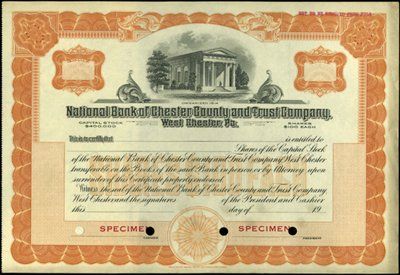 ORGANIZED 1814
National Bank of Chester County and Trust Company,
West Chester, Pa.
CAPITAL STOCK
$400,000
SHARES
$100 EACH
This is to certify that
is entitled to
Shares of the Capital Stock
of the National Bank of Chester County and Trust Company, West Chester
transferable on the Books of the said Bank in person or by Attorney upon
surrender of this Certificate properly endorsed.
Witness the seal of the National Bank of Chester County and Trust Company
West Chester and the signatures of the President and Cashier
this day of 19
SPECIMEN SPECIMEN
CASHIER PRESIDENT